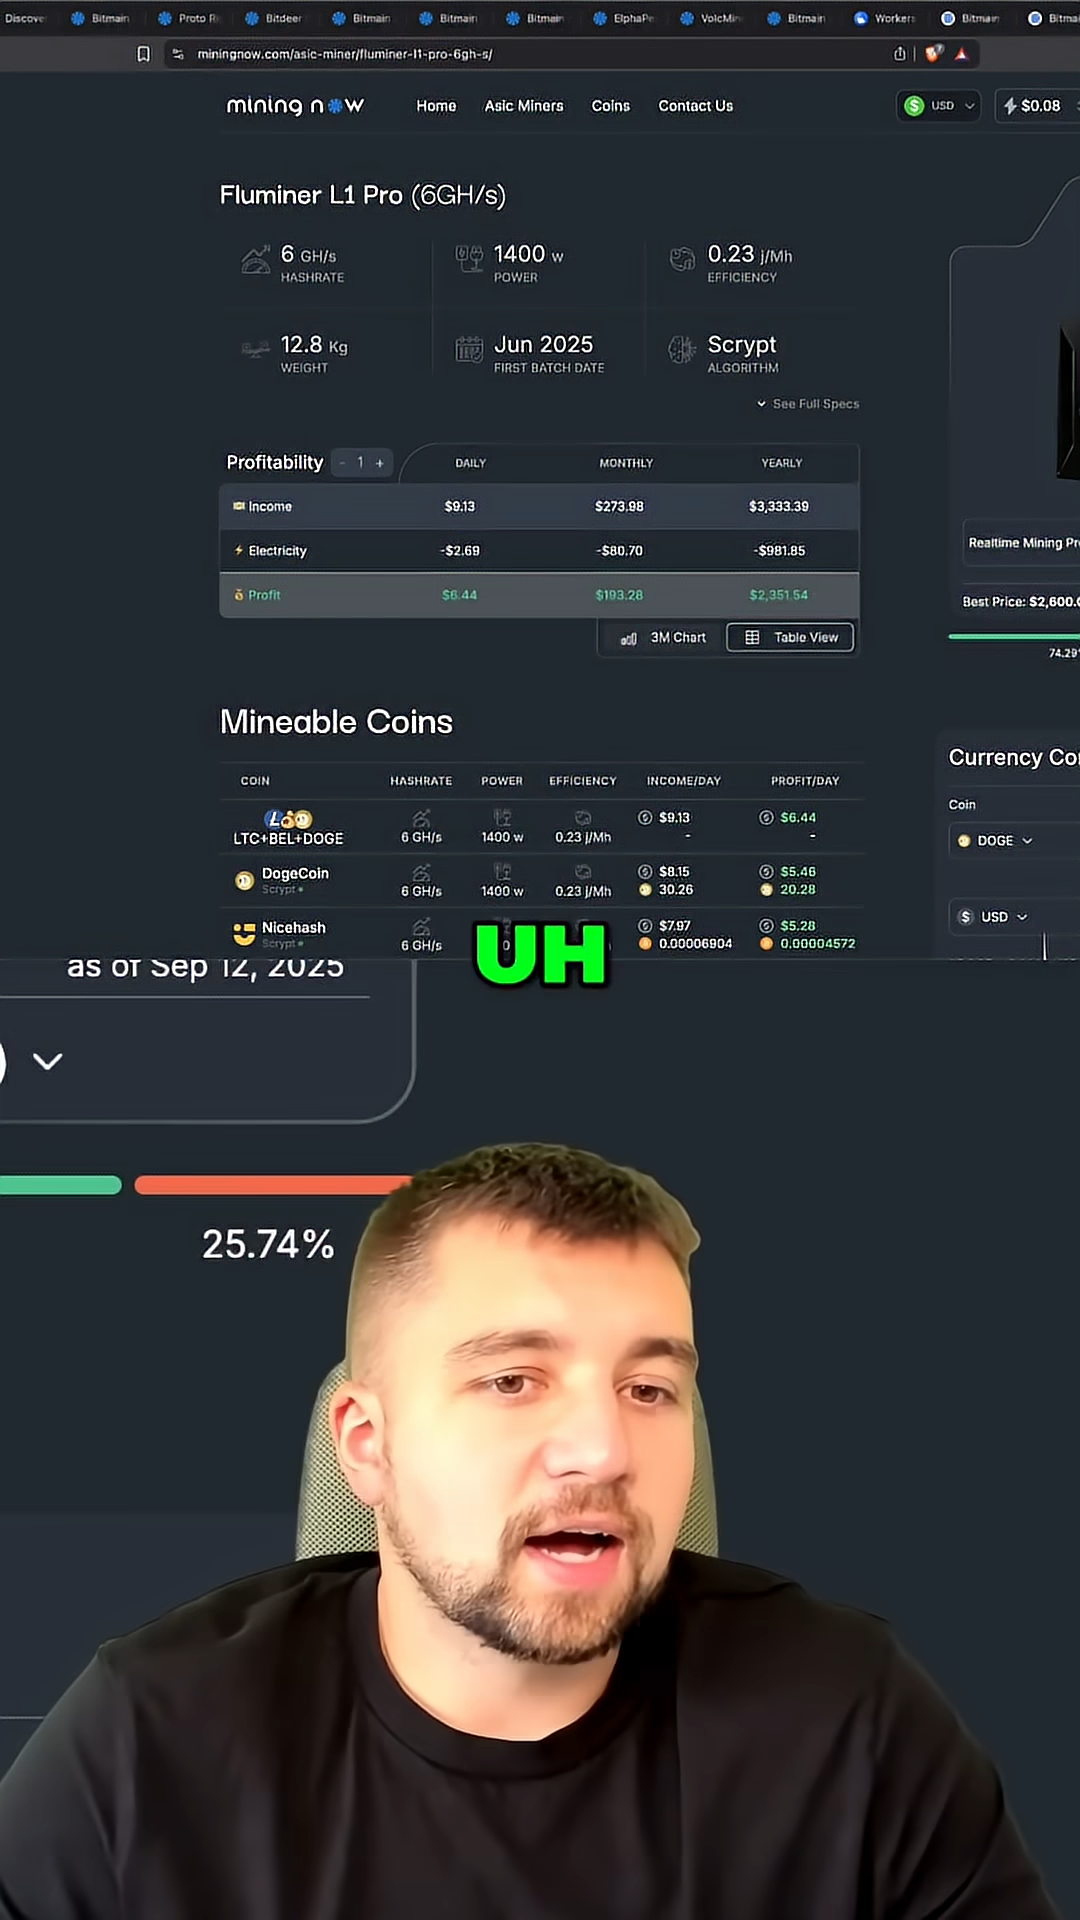 Discover Bitmain Proto Bitdeer Bitmain Bitmain Bitmain ElphaPe VolcMin Bitmain Workers Bitmain Bitmai
miningnow.com/asic-miner/fluminer-l1-pro-6gh-s/
mining now Home Asic Miners Coins Contact Us USD $0.08
Fluminer L1 Pro (6GH/s)
6 GH/s 1400 w 0.23 j/Mh
HASHRATE POWER EFFICIENCY
12.8 Kg Jun 2025 Scrypt
WEIGHT FIRST BATCH DATE ALGORITHM
See Full Specs
Profitability - 1 + DAILY MONTHLY YEARLY
Income $9.13 $273.98 $3,333.39
Electricity -$2.69 -$80.70 -$981.85
Profit $6.44 $193.28 $2,351.54
3M Chart Table View
Realtime Mining Pr
Best Price: $2,600.
74.29
Mineable Coins
COIN HASHRATE POWER EFFICIENCY INCOME/DAY PROFIT/DAY
$9.13 $6.44
LTC+BEL+DOGE 6 GH/s 1400 w 0.23 j/Mh - -
DogeCoin $8.15 $5.46
Scrypt 6 GH/s 1400 w 0.23 j/Mh 30.26 20.28
Nicehash $7.97 $5.28
Scrypt 6 GH/s 0.00006904 0.00004572
Currency Co
Coin
DOGE
USD
UH
as of Sep 12, 2025
25.74%